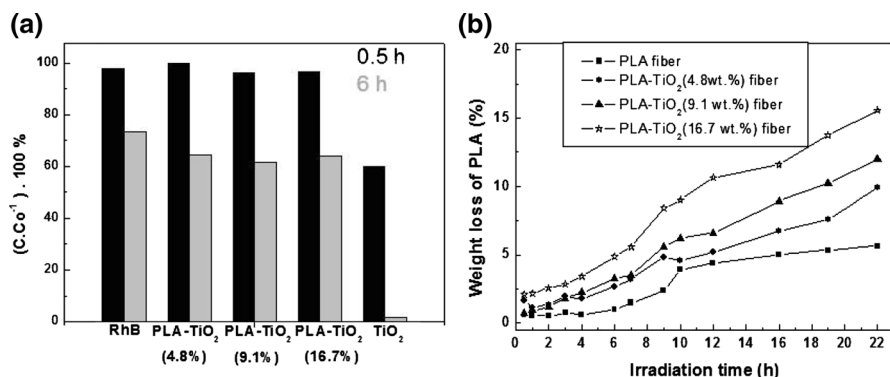 (a)
(C.Co⁻¹) . 100 %
100
80
60
40
20
0
0.5 h
6 h
RhB PLA-TiO₂ PLA-TiO₂ PLA-TiO₂ TiO₂
(4.8%) (9.1%) (16.7%)
(b)
Weight loss of PLA (%)
20
15
10
5
0
PLA fiber
PLA-TiO₂(4.8wt.%) fiber
PLA-TiO₂(9.1 wt.%) fiber
PLA-TiO₂(16.7 wt.%) fiber
0 2 4 6 8 10 12 14 16 18 20 22
Irradiation time (h)